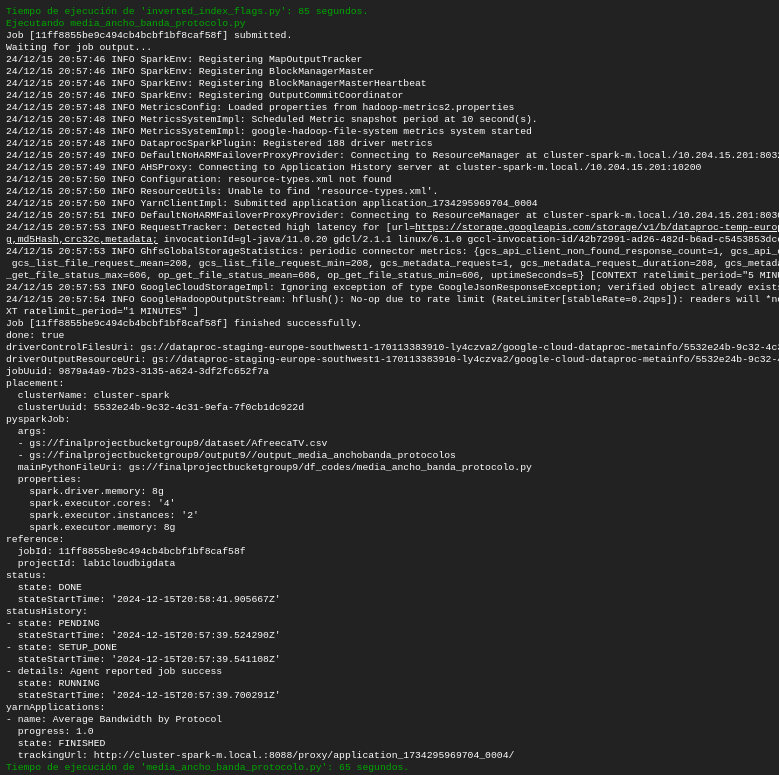 Tiempo de ejecución de 'inverted_index_flags.py': 85 segundos.
Ejecutando media_ancho_banda_protocolo.py
Job [11ff8855be9c494cb4bcbf1bf8caf58f] submitted.
Waiting for job output...
24/12/15 20:57:46 INFO SparkEnv: Registering MapOutputTracker
24/12/15 20:57:46 INFO SparkEnv: Registering BlockManagerMaster
24/12/15 20:57:46 INFO SparkEnv: Registering BlockManagerMasterHeartbeat
24/12/15 20:57:46 INFO SparkEnv: Registering OutputCommitCoordinator
24/12/15 20:57:48 INFO MetricsConfig: Loaded properties from hadoop-metrics2.properties
24/12/15 20:57:48 INFO MetricsSystemImpl: Scheduled Metric snapshot period at 10 second(s).
24/12/15 20:57:48 INFO MetricsSystemImpl: google-hadoop-file-system metrics system started
24/12/15 20:57:48 INFO DataprocSparkPlugin: Registered 188 driver metrics
24/12/15 20:57:49 INFO DefaultNoHARMFailoverProxyProvider: Connecting to ResourceManager at cluster-spark-m.local./10.204.15.201:8032
24/12/15 20:57:49 INFO AHSProxy: Connecting to Application History server at cluster-spark-m.local./10.204.15.201:10200
24/12/15 20:57:50 INFO Configuration: resource-types.xml not found
24/12/15 20:57:50 INFO ResourceUtils: Unable to find 'resource-types.xml'.
24/12/15 20:57:50 INFO YarnClientImpl: Submitted application application_1734295969704_0004
24/12/15 20:57:51 INFO DefaultNoHARMFailoverProxyProvider: Connecting to ResourceManager at cluster-spark-m.local./10.204.15.201:8030
24/12/15 20:57:53 INFO RequestTracker: Detected high latency for [url=https://storage.googleapis.com/storage/v1/b/dataproc-temp-europ
g,md5Hash,crc32c,metadata; invocationId=gl-java/11.0.20 gdcl/2.1.1 linux/6.1.0 gccl-invocation-id/42b72991-ad26-482d-b6ad-c5453853dc
24/12/15 20:57:53 INFO GhfsGlobalStorageStatistics: periodic connector metrics: {gcs_api_client_non_found_response_count=1, gcs_api_c
gcs_list_file_request_mean=208, gcs_list_file_request_min=208, gcs_metadata_request=1, gcs_metadata_request_duration=208, gcs_metada
_get_file_status_max=606, op_get_file_status_mean=606, op_get_file_status_min=606, uptimeSeconds=5} [CONTEXT ratelimit_period="5 MINU
24/12/15 20:57:53 INFO GoogleCloudStorageImpl: Ignoring exception of type GoogleJsonResponseException; verified object already exists
24/12/15 20:57:54 INFO GoogleHadoopOutputStream: hflush(): No-op due to rate limit (RateLimiter[stableRate=0.2qps]): readers will *no
XT ratelimit_period="1 MINUTES" ]
Job [11ff8855be9c494cb4bcbf1bf8caf58f] finished successfully.
done: true
driverControlFilesUri: gs://dataproc-staging-europe-southwest1-170113383910-ly4czva2/google-cloud-dataproc-metainfo/5532e24b-9c32-4c3
driverOutputResourceUri: gs://dataproc-staging-europe-southwest1-170113383910-ly4czva2/google-cloud-dataproc-metainfo/5532e24b-9c32-4
jobUuid: 9879a4a9-7b23-3135-a624-3df2fc652f7a
placement:
clusterName: cluster-spark
clusterUuid: 5532e24b-9c32-4c31-9efa-7f0cb1dc922d
pysparkJob:
args:
- gs://finalprojectbucketgroup9/dataset/AfreecaTV.csv
- gs://finalprojectbucketgroup9/output9//output_media_anchobanda_protocolos
mainPythonFileUri: gs://finalprojectbucketgroup9/df_codes/media_ancho_banda_protocolo.py
properties:
spark.driver.memory: 8g
spark.executor.cores: '4'
spark.executor.instances: '2'
spark.executor.memory: 8g
reference:
jobId: 11ff8855be9c494cb4bcbf1bf8caf58f
projectId: lab1cloudbigdata
status:
state: DONE
stateStartTime: '2024-12-15T20:58:41.905667Z'
statusHistory:
- state: PENDING
stateStartTime: '2024-12-15T20:57:39.524290Z'
- state: SETUP_DONE
stateStartTime: '2024-12-15T20:57:39.541108Z'
- details: Agent reported job success
state: RUNNING
stateStartTime: '2024-12-15T20:57:39.700291Z'
yarnApplications:
- name: Average Bandwidth by Protocol
progress: 1.0
state: FINISHED
trackingUrl: http://cluster-spark-m.local.:8088/proxy/application_1734295969704_0004/
Tiempo de ejecución de 'media_ancho_banda_protocolo.py': 65 segundos.